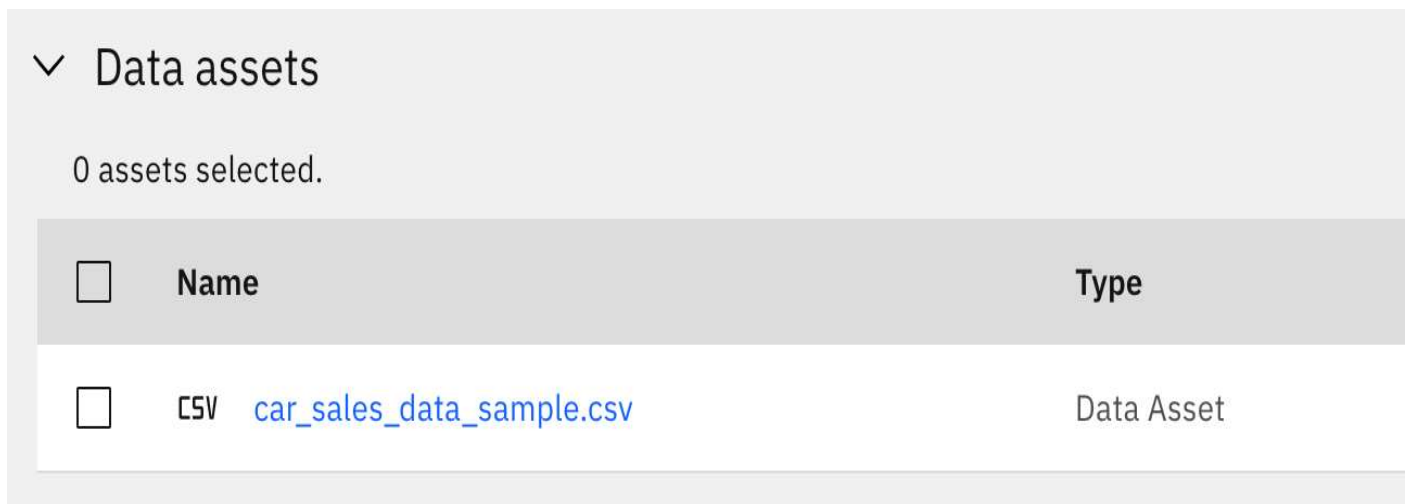 Data assets
0 assets selected.
Name Type
CSV car_sales_data_sample.csv Data Asset